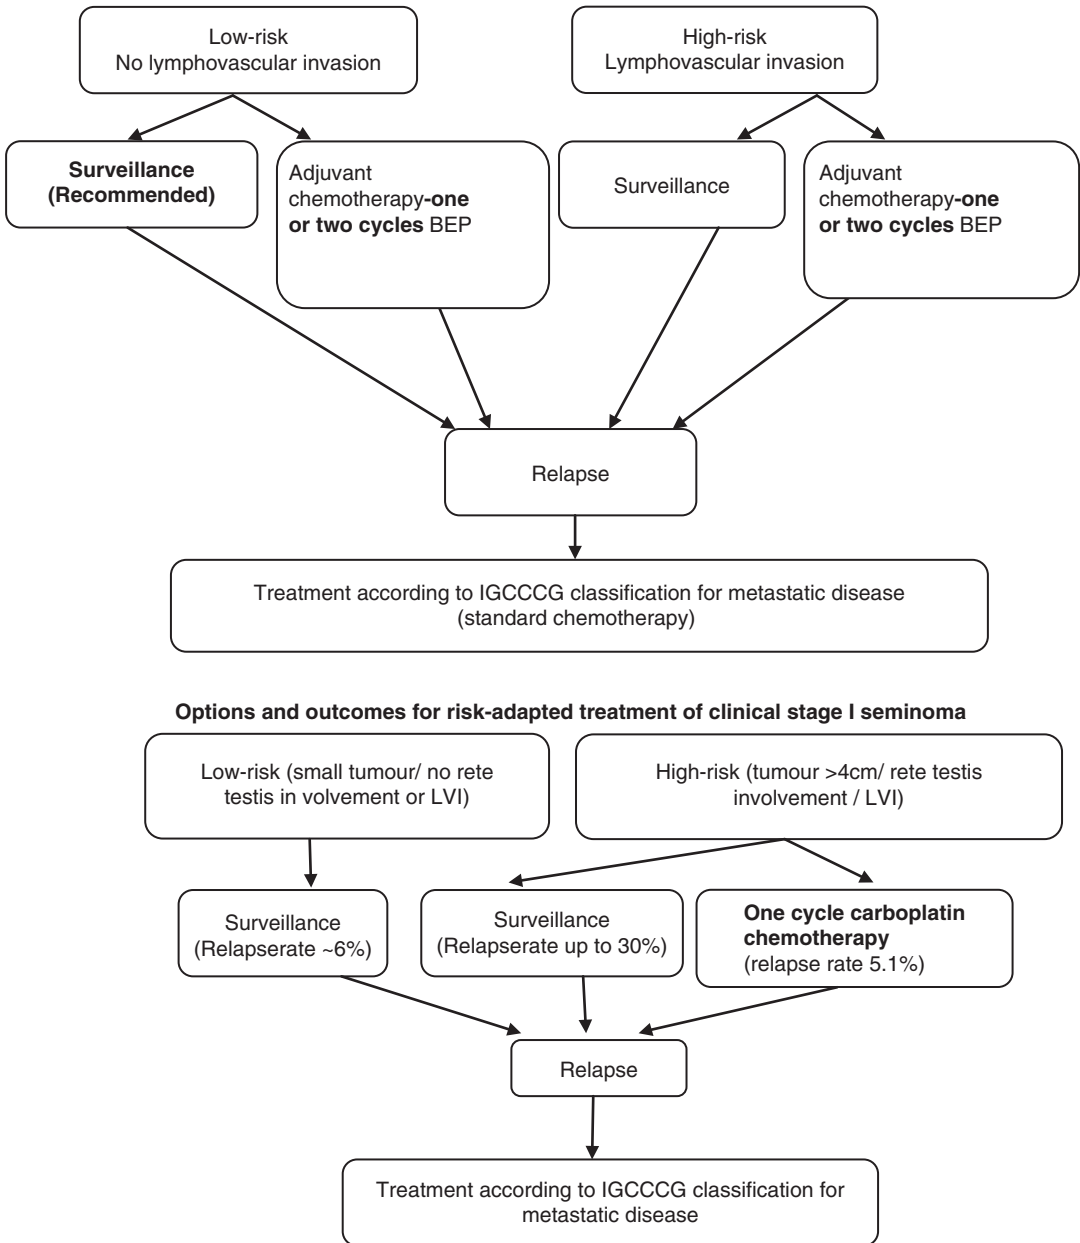 Low-risk
No lymphovascular invasion
High-risk
Lymphovascular invasion
Surveillance
(Recommended)
Adjuvant
chemotherapy-one
or two cycles BEP
Surveillance
Adjuvant
chemotherapy-one
or two cycles BEP
Relapse
Treatment according to IGCCCG classification for metastatic disease
(standard chemotherapy)
Options and outcomes for risk-adapted treatment of clinical stage I seminoma
Low-risk (small tumour/ no rete
testis in volvement or LVI)
High-risk (tumour >4cm/ rete testis
involvement / LVI)
Surveillance
(Relapserate ~6%)
Surveillance
(Relapserate up to 30%)
One cycle carboplatin
chemotherapy
(relapse rate 5.1%)
Relapse
Treatment according to IGCCCG classification for
metastatic disease